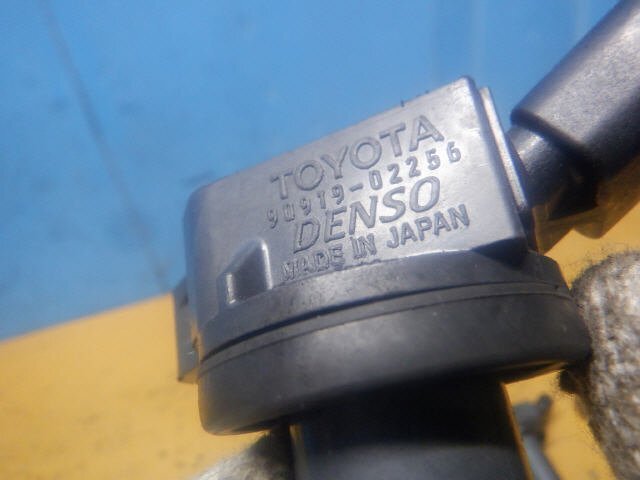 TOYOTA
90919-02256
DENSO
MADE IN JAPAN